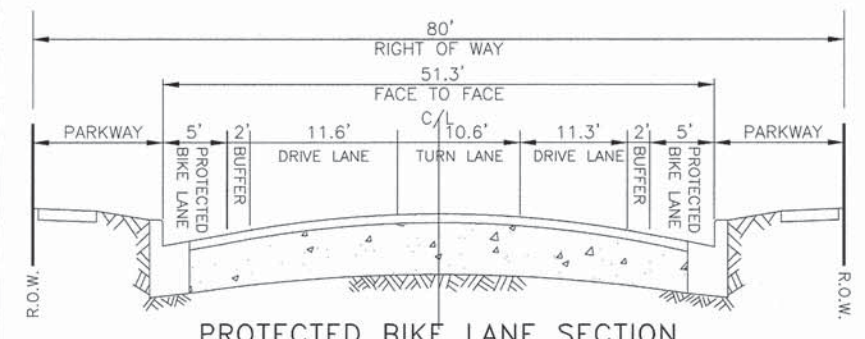 80'
RIGHT OF WAY
51.3'
FACE TO FACE
C/L
PARKWAY 5' 2' 11.6' 10.6' 11.3' 2' 5' PARKWAY
PROTECTED BIKE LANE
BUFFER
DRIVE LANE
TURN LANE
DRIVE LANE
BUFFER
PROTECTED BIKE LANE
R.O.W.
R.O.W.
PROTECTED BIKE LANE SECTION